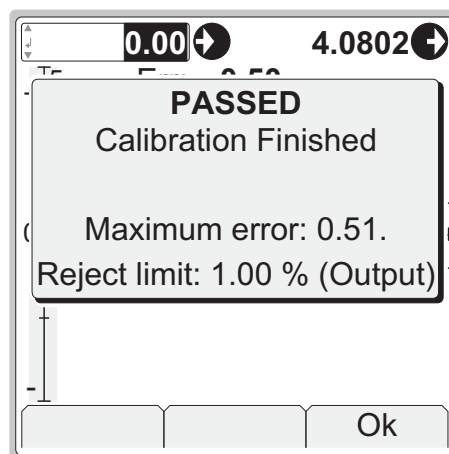 0.00 4.0802
PASSED
Calibration Finished
Maximum error: 0.51.
Reject limit: 1.00 % (Output)
Ok